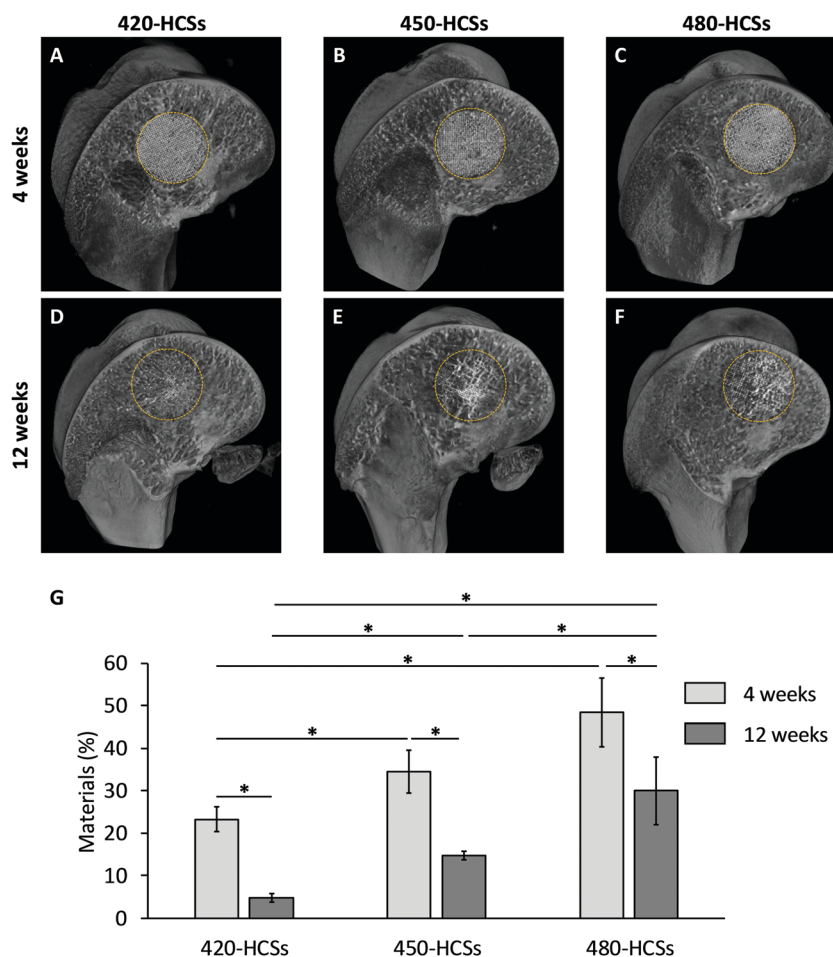 420-HCSs 450-HCSs 480-HCSs
4 weeks
A B C
12 weeks
D E F
G
* 
* *
*
*
* *
*
Materials (%)
60
50
40
30
20
10
0
4 weeks
12 weeks
420-HCSs 450-HCSs 480-HCSs